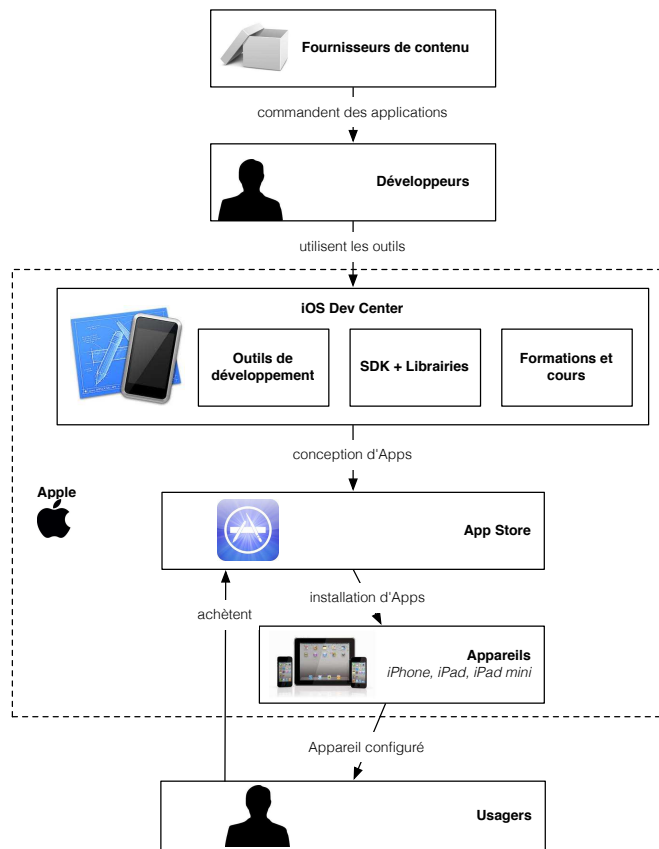 Fournisseurs de contenu
commandent des applications
Développeurs
utilisent les outils
iOS Dev Center
Outils de
développement
SDK + Librairies
Formations et
cours
conception d'Apps
Apple
App Store
achètent
installation d'Apps
Appareils
iPhone, iPad, iPad mini
Appareil configuré
Usagers